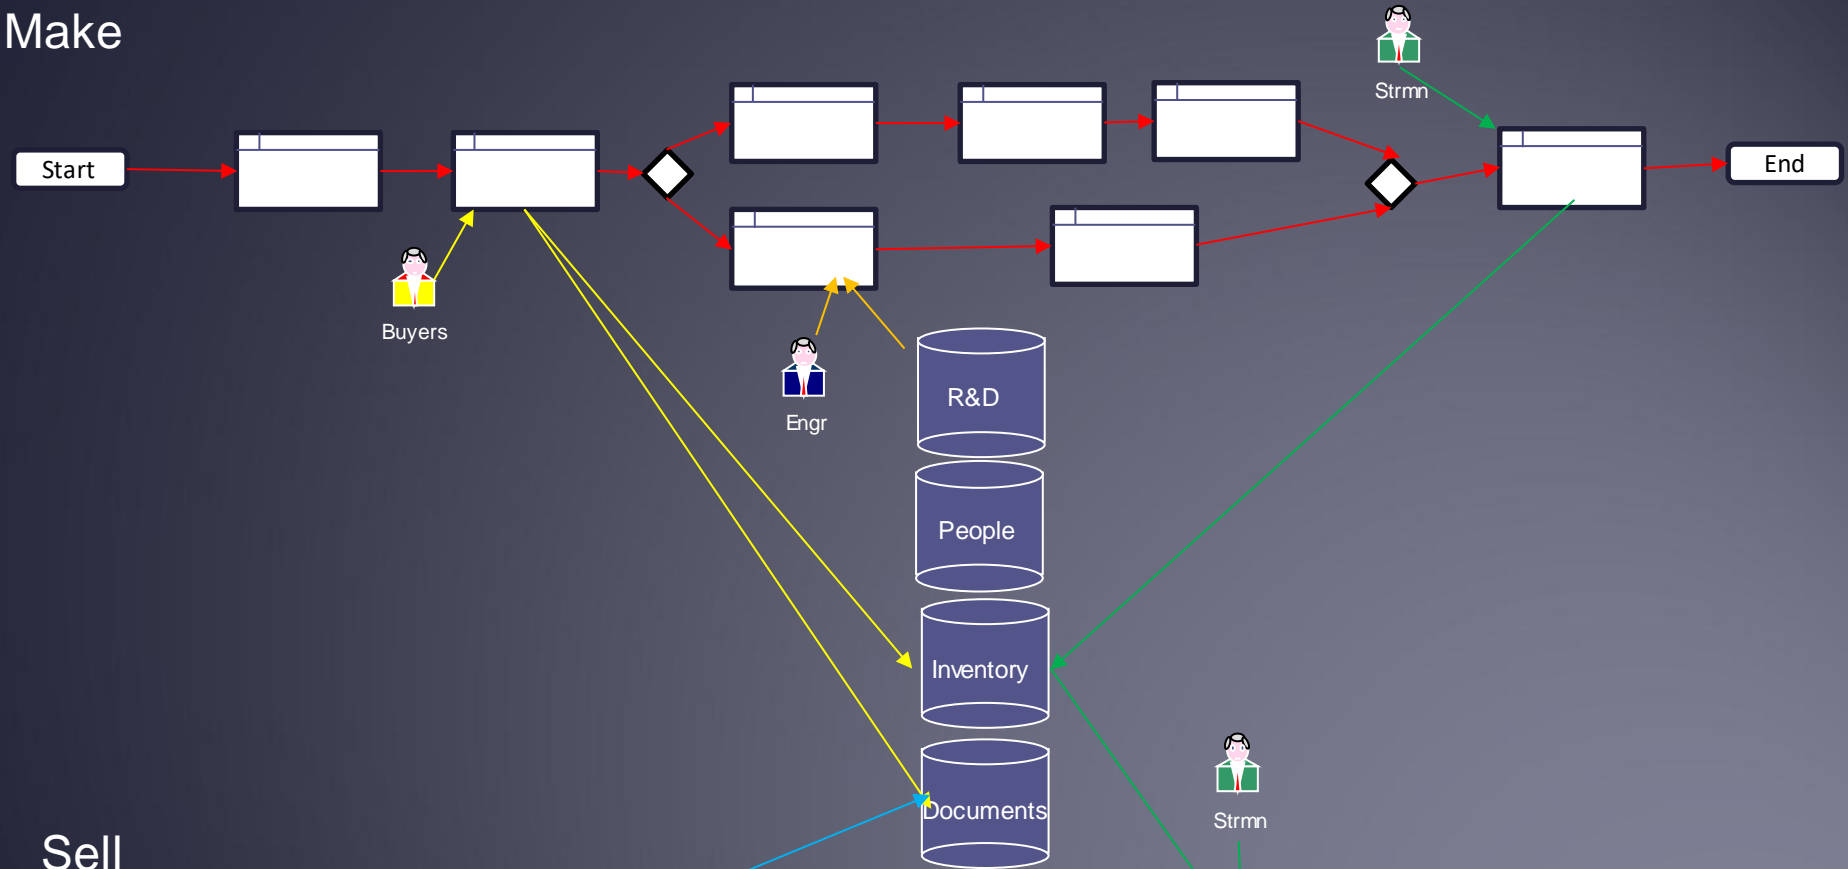 Make
Strmn
Start
End
Buyers
R&D
Engr
People
Inventory
Documents
Strmn
Sell